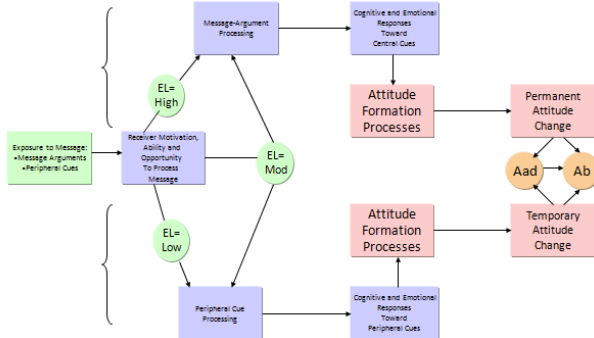 Message-Argument
Processing
Cognitive and Emotional
Responses
Toward
Central Cues
EL=
High
Attitude
Formation
Processes
Permanent
Attitude
Change
Exposure to Message:
•Message Arguments
•Peripheral Cues
Receiver Motivation,
Ability and
Opportunity
To Process
Message
EL=
Mod
Aad
Ab
EL=
Low
Attitude
Formation
Processes
Temporary
Attitude
Change
Peripheral Cue
Processing
Cognitive and Emotional
Responses
Toward
Peripheral Cues